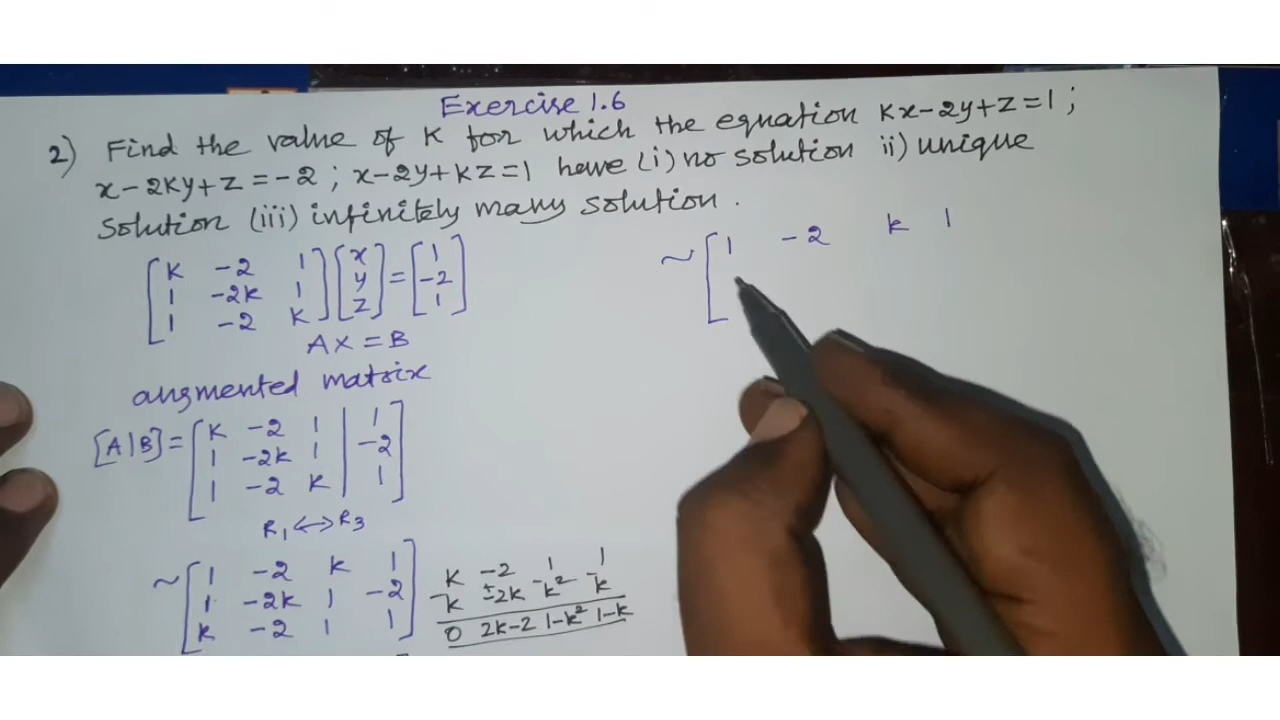 Exercise 1.6
2) Find the value of K for which the equation Kx-2y+z=1;
x-2Ky+z=-2; x-2y+kz=1 have (i) no solution ii) unique
solution (iii) infinitely many solution.
[K -2 1] [x] = [1]
[1 -2k 1] [y] = [-2]
[1 -2 k] [z] = [1]
AX=B
augmented matrix
[A|B]= [K -2 1 | 1]
[1 -2k 1 | -2]
[1 -2 k | 1]
R₁↔R₃
~ [1 -2 k 1]
[1 -2k 1 -2]
[k -2 1 1]
k -2 1 1
-k ±2k -k² -k
0 2k-2 1-k² 1-k
~ [1 -2 k 1